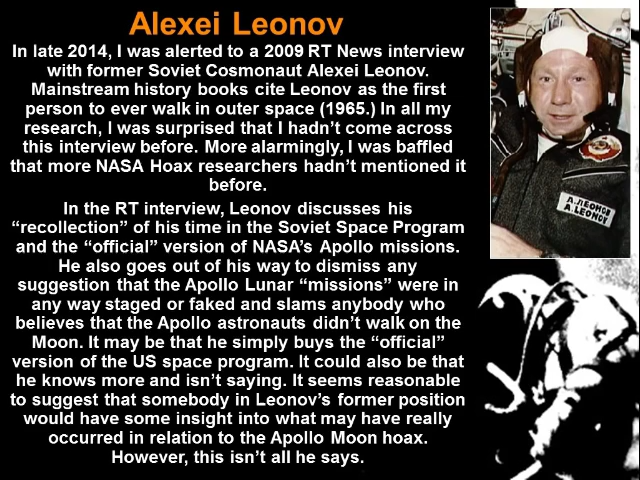 Alexei Leonov
In late 2014, I was alerted to a 2009 RT News interview
with former Soviet Cosmonaut Alexei Leonov.
Mainstream history books cite Leonov as the first
person to ever walk in outer space (1965.) In all my
research, I was surprised that I hadn't come across
this interview before. More alarmingly, I was baffled
that more NASA Hoax researchers hadn't mentioned it
before.
In the RT interview, Leonov discusses his
“recollection” of his time in the Soviet Space Program
and the “official” version of NASA's Apollo missions.
He also goes out of his way to dismiss any
suggestion that the Apollo Lunar “missions” were in
any way staged or faked and slams anybody who
believes that the Apollo astronauts didn't walk on the
Moon. It may be that he simply buys the “official”
version of the US space program. It could also be that
he knows more and isn't saying. It seems reasonable
to suggest that somebody in Leonov's former position
would have some insight into what may have really
occurred in relation to the Apollo Moon hoax.
However, this isn't all he says.
А.ЛЕОНОВ
A. LEONOV